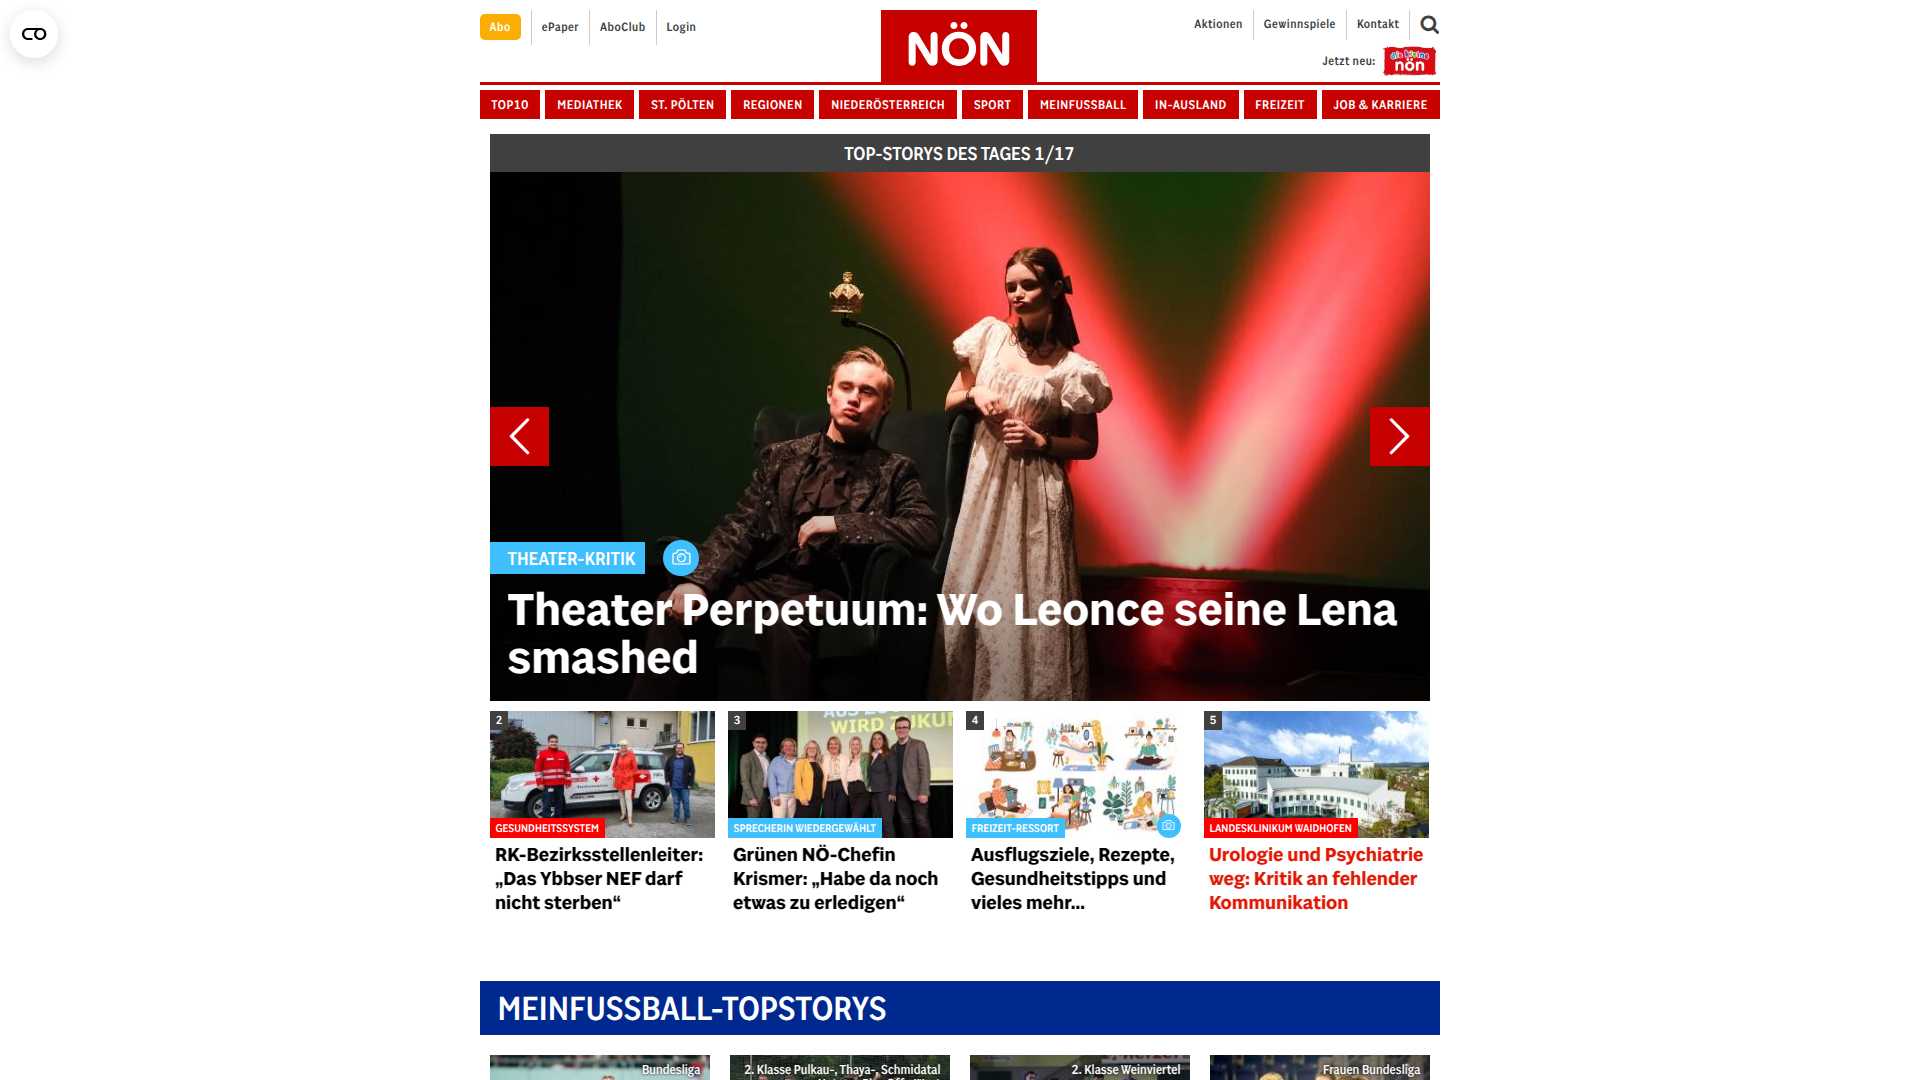 Abo
ePaper
AboClub
Login
NÖN
Aktionen
Gewinnspiele
Kontakt
Jetzt neu:
die kleine
nön
TOP10
MEDIATHEK
ST. PÖLTEN
REGIONEN
NIEDERÖSTERREICH
SPORT
MEINFUSSBALL
IN-AUSLAND
FREIZEIT
JOB & KARRIERE
TOP-STORYS DES TAGES 1/17
THEATER-KRITIK
Theater Perpetuum: Wo Leonce seine Lena
smashed
2
GESUNDHEITSSYSTEM
RK-Bezirksstellenleiter:
„Das Ybbser NEF darf
nicht sterben“
3
SPRECHERIN WIEDERGEWÄHLT
Grünen NÖ-Chefin
Krismer: „Habe da noch
etwas zu erledigen“
4
FREIZEIT-RESSORT
Ausflugsziele, Rezepte,
Gesundheitstipps und
vieles mehr...
5
LANDESKLINIKUM WAIDHOFEN
Urologie und Psychiatrie
weg: Kritik an fehlender
Kommunikation
MEINFUSSBALL-TOPSTORYS
Bundesliga
2. Klasse Pulkau-, Thaya-, Schmidatal
2. Klasse Weinviertel
Frauen Bundesliga